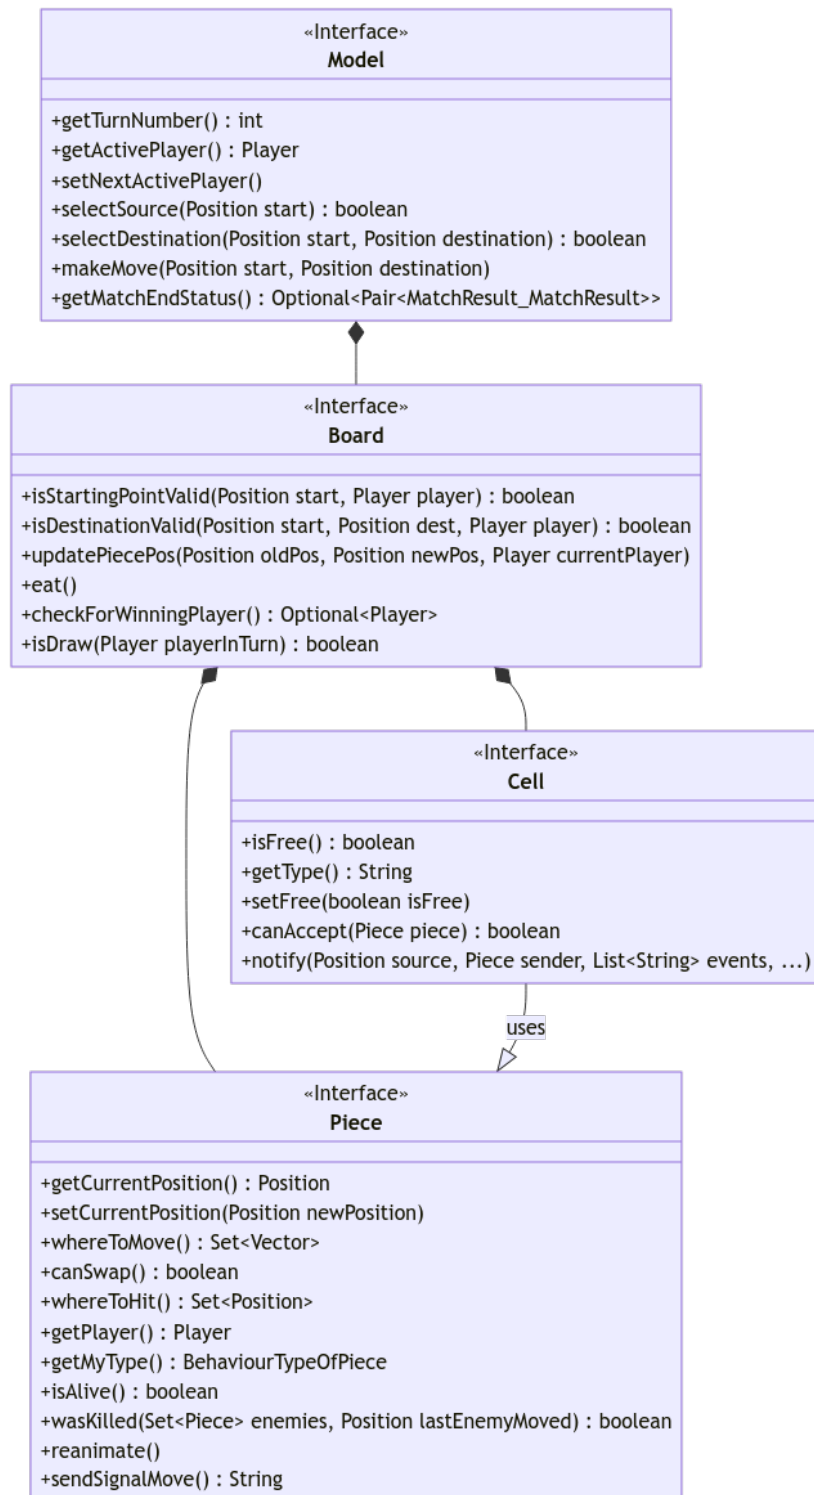 «Interface»
Model
+getTurnNumber() : int
+getActivePlayer() : Player
+setNextActivePlayer()
+selectSource(Position start) : boolean
+selectDestination(Position start, Position destination) : boolean
+makeMove(Position start, Position destination)
+getMatchEndStatus() : Optional<Pair<MatchResult_MatchResult>>
«Interface»
Board
+isStartingPointValid(Position start, Player player) : boolean
+isDestinationValid(Position start, Position dest, Player player) : boolean
+updatePiecePos(Position oldPos, Position newPos, Player currentPlayer)
+eat()
+checkForWinningPlayer() : Optional<Player>
+isDraw(Player playerInTurn) : boolean
«Interface»
Cell
+isFree() : boolean
+getType() : String
+setFree(boolean isFree)
+canAccept(Piece piece) : boolean
+notify(Position source, Piece sender, List<String> events, ...)
uses
«Interface»
Piece
+getCurrentPosition() : Position
+setCurrentPosition(Position newPosition)
+whereToMove() : Set<Vector>
+canSwap() : boolean
+whereToHit() : Set<Position>
+getPlayer() : Player
+getMyType() : BehaviourTypeOfPiece
+isAlive() : boolean
+wasKilled(Set<Piece> enemies, Position lastEnemyMoved) : boolean
+reanimate()
+sendSignalMove() : String